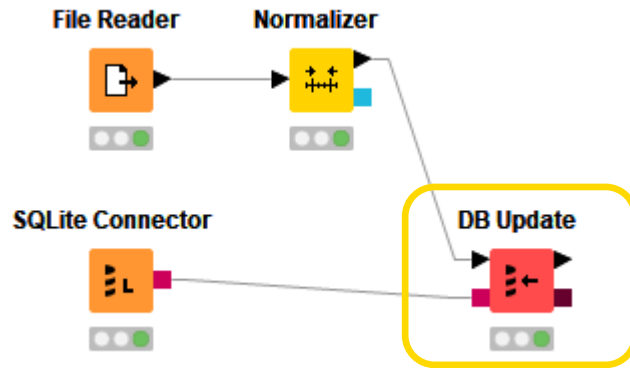 File Reader
Normalizer
SQLite Connector
DB Update
L